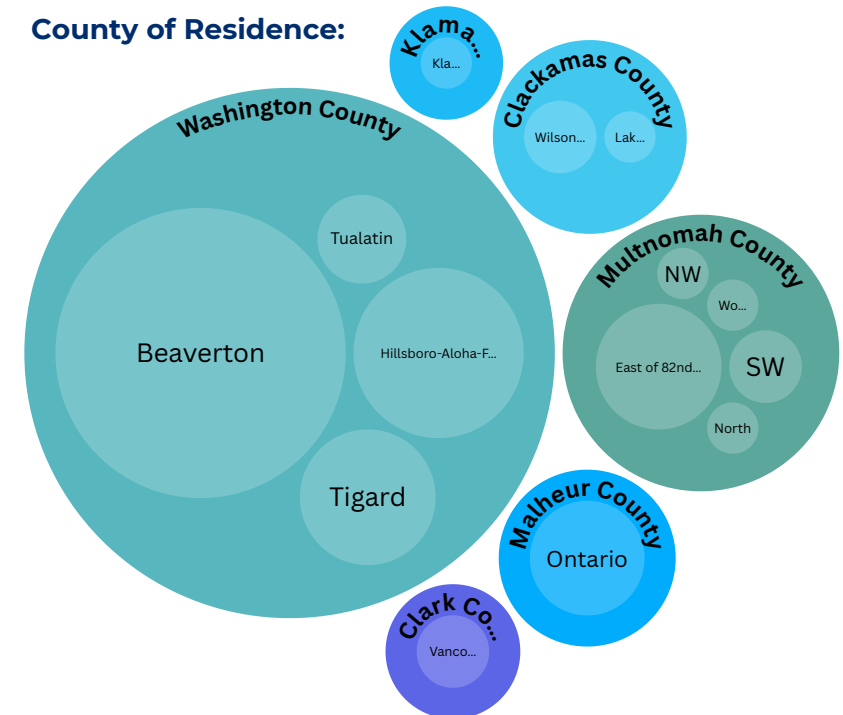 County of Residence:
Klama...
Kla...
Clackamas County
Wilson...
Lak...
Washington County
Tualatin
Beaverton
Hillsboro-Aloha-F...
Tigard
Multnomah County
NW
Wo...
East of 82nd...
SW
North
Malheur County
Ontario
Clark Co...
Vanco...